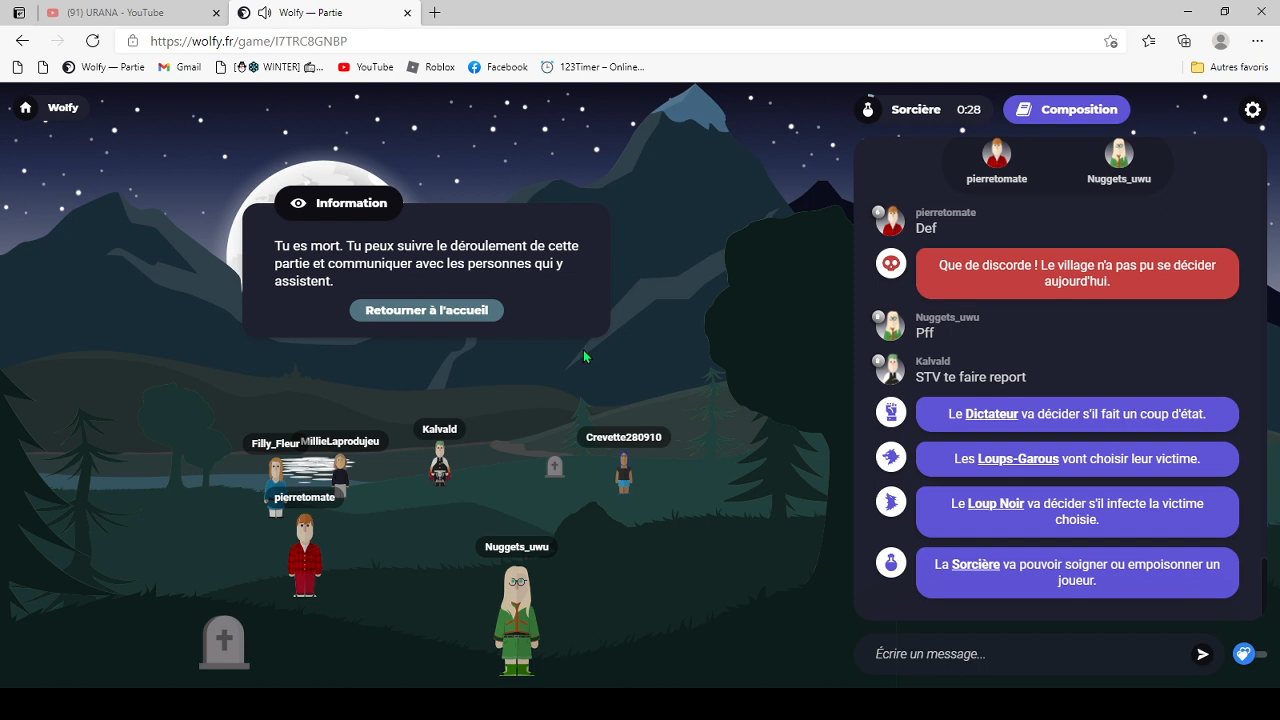 (91) URANA - YouTube
Wolfy — Partie
https://wolfy.fr/game/I7TRC8GNBP
Wolfy — Partie
Gmail
WINTER]
YouTube
Roblox
Facebook
123Timer – Onlin...
Autres favoris
Wolfy
Sorcière 0:28
Composition
Information
Tu es mort. Tu peux suivre le déroulement de cette
partie et communiquer avec les personnes qui y
assistent.
Retourner à l'accueil
Filly_Fleur
MillieLaprodujeu
Kalvald
Crevette280910
pierretomate
Nuggets_uwu
pierretomate
Nuggets_uwu
6
pierretomate
Def
Que de discorde ! Le village n'a pas pu se décider
aujourd'hui.
8
Nuggets_uwu
Pff
8
Kalvald
STV te faire report
Le Dictateur va décider s'il fait un coup d'état.
Les Loups-Garous vont choisir leur victime.
Le Loup Noir va décider s'il infecte la victime
choisie.
La Sorcière va pouvoir soigner ou empoisonner un
joueur.
Écrire un message...